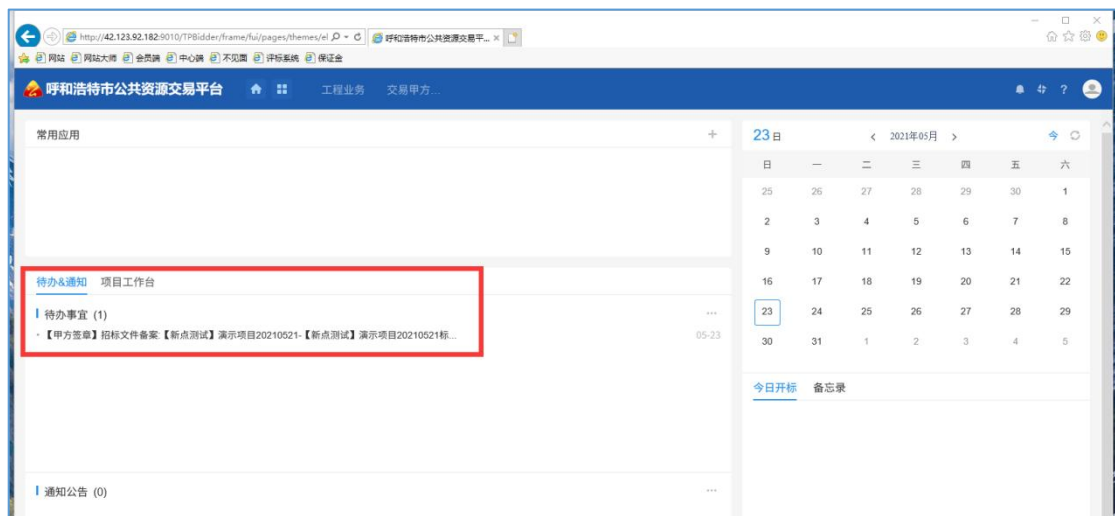 http://42.123.92.182:9010/TPBidder/frame/fui/pages/themes/el
呼和浩特市公共资源交易平...
网站 网站大师 会员端 中心端 不见面 评标系统 保证金
呼和浩特市公共资源交易平台 工程业务 交易甲方...
常用应用
待办&通知 项目工作台
待办事宜 (1)
【甲方签章】招标文件备案:【新点测试】演示项目20210521-【新点测试】演示项目20210521标... 05-23
通知公告 (0)
23日 2021年05月 今
日 一 二 三 四 五 六
25 26 27 28 29 30 1
2 3 4 5 6 7 8
9 10 11 12 13 14 15
16 17 18 19 20 21 22
23 24 25 26 27 28 29
30 31 1 2 3 4 5
今日开标 备忘录